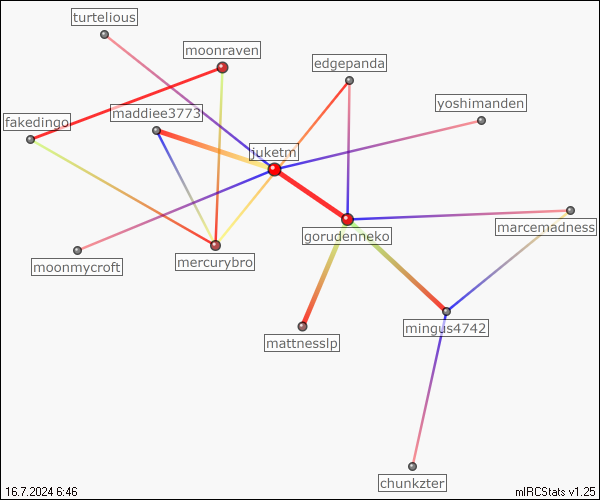 turtelious
moonraven
edgepanda
yoshimanden
maddiee3773
fakedingo
juketm
marcemadness
gorudenneko
mercurybro
moonmycroft
mingus4742
mattnesslp
chunkzter
16.7.2024 6:46
mIRCStats v1.25